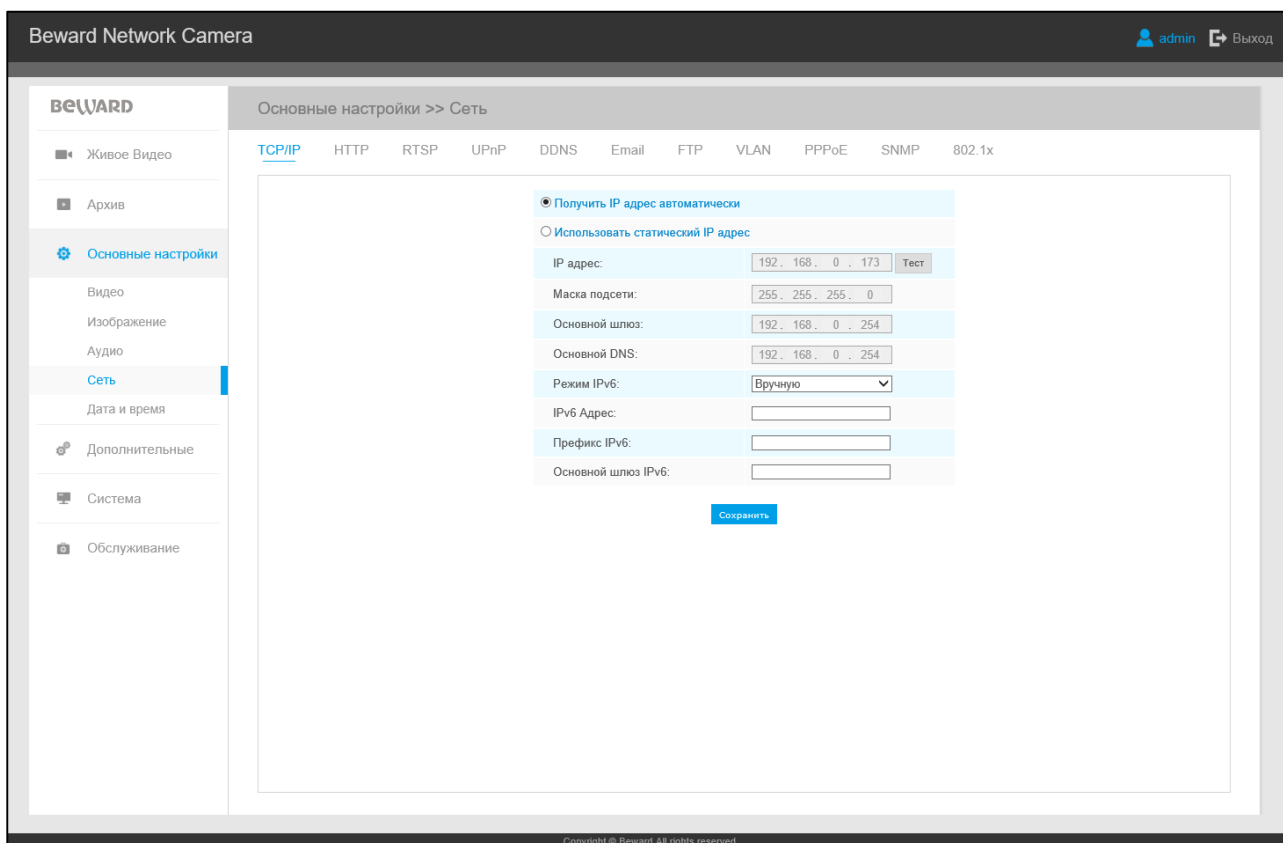 Beward Network Camera
admin Выход
BEWARD
Основные настройки >> Сеть
Живое Видео
Архив
Основные настройки
Видео
Изображение
Аудио
Сеть
Дата и время
Дополнительные
Система
Обслуживание
TCP/IP HTTP RTSP UPnP DDNS Email FTP VLAN PPPoE SNMP 802.1x
Получить IP адрес автоматически
Использовать статический IP адрес
IP адрес: 192. 168. 0 . 173 Тест
Маска подсети: 255. 255. 255. 0
Основной шлюз: 192. 168. 0 . 254
Основной DNS: 192. 168. 0 . 254
Режим IPv6: Вручную
IPv6 Адрес:
Префикс IPv6:
Основной шлюз IPv6:
Сохранить
Copyright © Beward All rights reserved